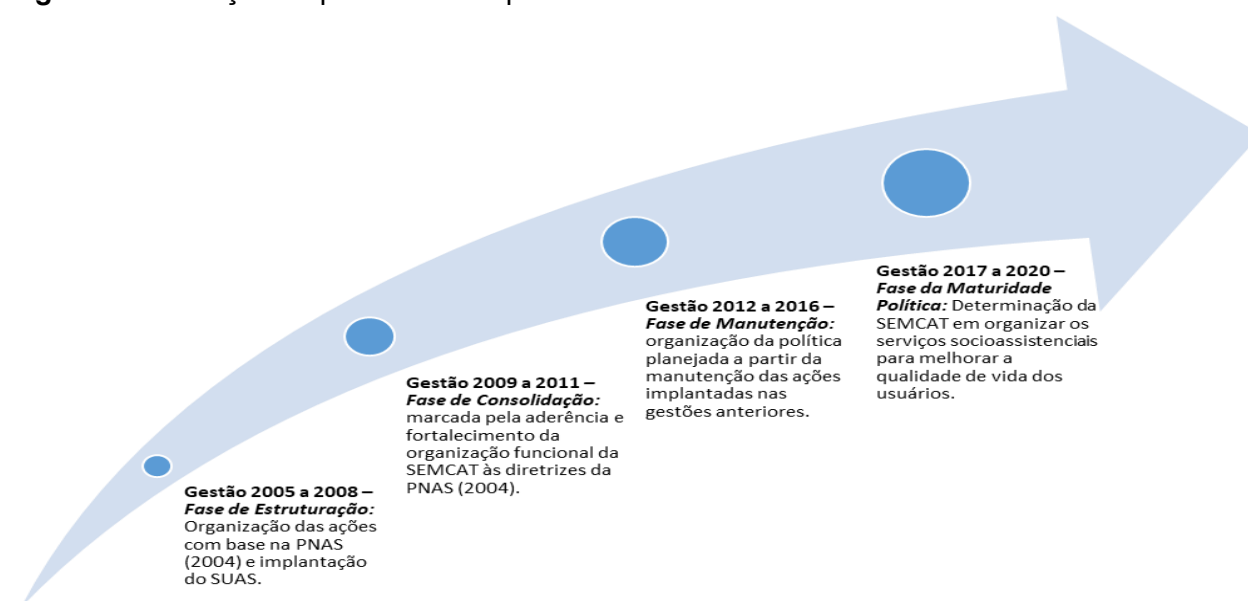 Gestão 2005 a 2008 –
Fase de Estruturação:
Organização das ações
com base na PNAS
(2004) e implantação
do SUAS.
Gestão 2009 a 2011 –
Fase de Consolidação:
marcada pela aderência e
fortalecimento da
organização funcional da
SEMCAT às diretrizes da
PNAS (2004).
Gestão 2012 a 2016 –
Fase de Manutenção:
organização da política
planejada a partir da
manutenção das ações
implantadas nas
gestões anteriores.
Gestão 2017 a 2020 –
Fase da Maturidade
Política: Determinação da
SEMCAT em organizar os
serviços socioassistenciais
para melhorar a
qualidade de vida dos
usuários.